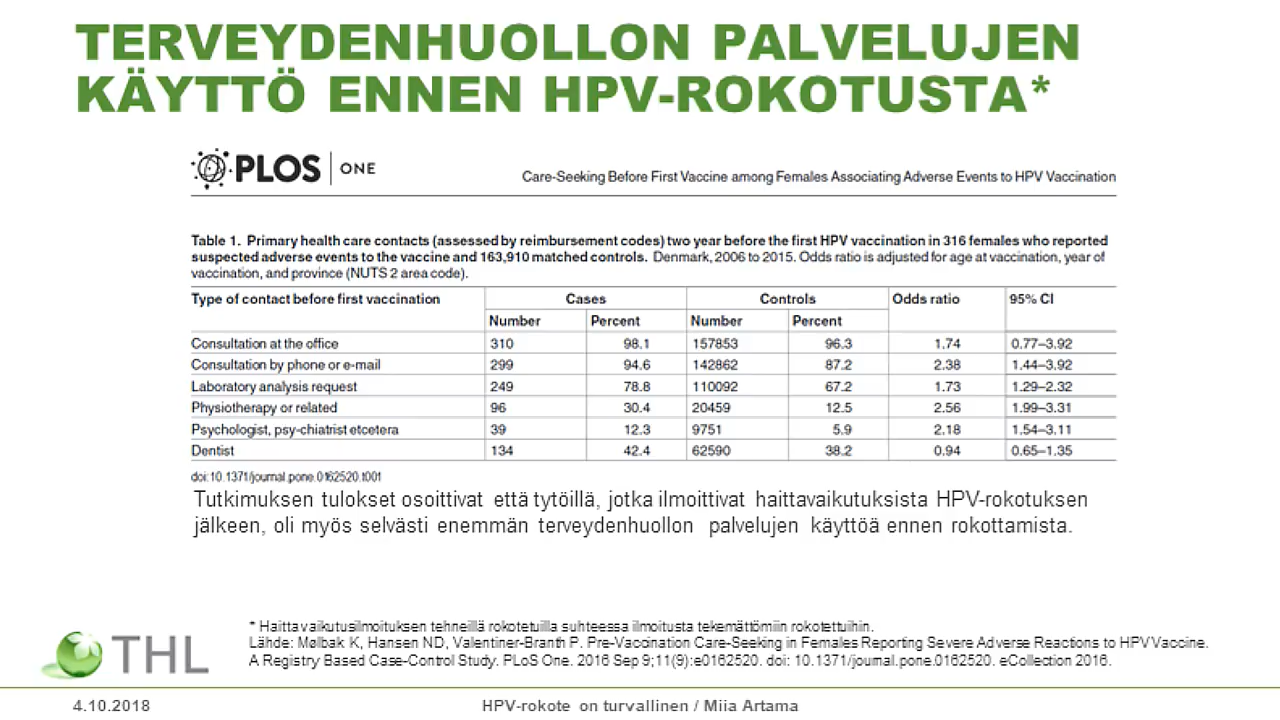 TERVEYDENHUOLLON PALVELUJEN
KÄYTTÖ ENNEN HPV-ROKOTUSTA*
PLOS ONE
Care-Seeking Before First Vaccine among Females Associating Adverse Events to HPV Vaccination
Table 1. Primary health care contacts (assessed by reimbursement codes) two year before the first HPV vaccination in 316 females who reported
suspected adverse events to the vaccine and 163,910 matched controls. Denmark, 2006 to 2015. Odds ratio is adjusted for age at vaccination, year of
vaccination, and province (NUTS 2 area code).
Type of contact before first vaccination Cases Controls Odds ratio 95% CI
Number Percent Number Percent
Consultation at the office 310 98.1 157853 96.3 1.74 0.77–3.92
Consultation by phone or e-mail 299 94.6 142862 87.2 2.38 1.44–3.92
Laboratory analysis request 249 78.8 110092 67.2 1.73 1.29–2.32
Physiotherapy or related 96 30.4 20459 12.5 2.56 1.99–3.31
Psychologist, psy-chiatrist etcetera 39 12.3 9751 5.9 2.18 1.54–3.11
Dentist 134 42.4 62590 38.2 0.94 0.65–1.35
doi:10.1371/journal.pone.0162520.t001
Tutkimuksen tulokset osoittivat että tytöillä, jotka ilmoittivat haittavaikutuksista HPV-rokotuksen
jälkeen, oli myös selvästi enemmän terveydenhuollon palvelujen käyttöä ennen rokottamista.
* Haittavaikutusilmoituksen tehneillä rokotetuilla suhteessa ilmoitusta tekemättömiin rokotettuihin.
Lähde: Mølbak K, Hansen ND, Valentiner-Branth P. Pre-Vaccination Care-Seeking in Females Reporting Severe Adverse Reactions to HPV Vaccine.
A Registry Based Case-Control Study. PLoS One. 2016 Sep 9;11(9):e0162520. doi: 10.1371/journal.pone.0162520. eCollection 2016.
THL
4.10.2018 HPV-rokote on turvallinen / Miia Artama